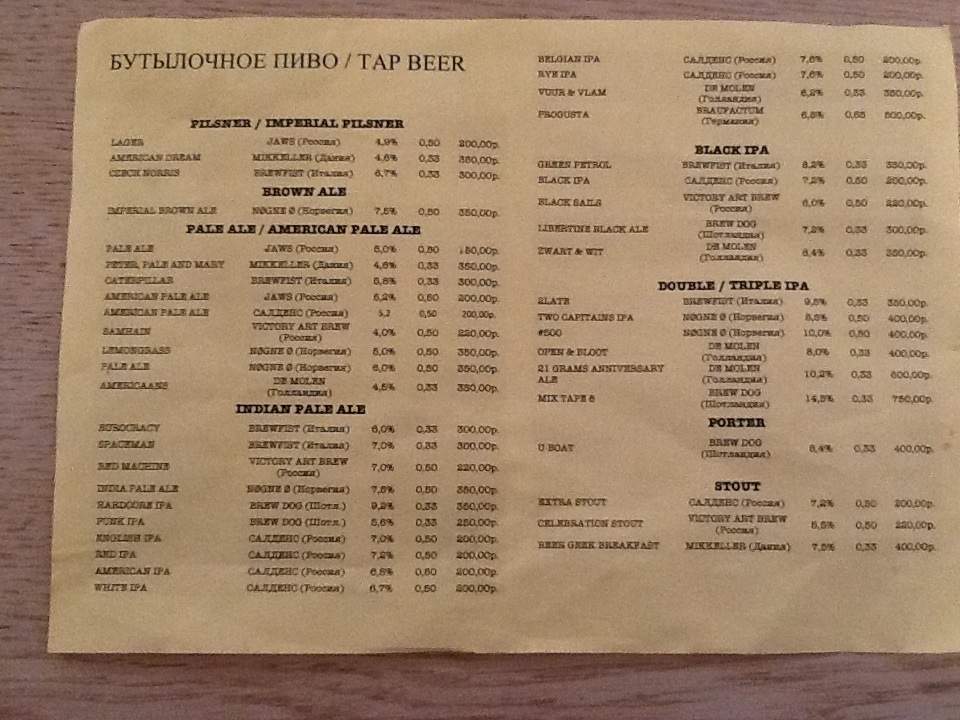 БУТЫЛОЧНОЕ ПИВО / TAP BEER
PILSNER / IMPERIAL PILSNER
LAGER JAWS (Россия) 4,9% 0,50 200,00р.
AMERICAN DREAM MIKKELLER (Дания) 4,6% 0,33 350,00р.
CZECH NORRIS BREWFIST (Италия) 6,7% 0,33 300,00р.
BROWN ALE
IMPERIAL BROWN ALE NØGNE Ø (Норвегия) 7,5% 0,50 350,00р.
PALE ALE / AMERICAN PALE ALE
PALE ALE JAWS (Россия) 5,0% 0,50 180,00р.
PETER, PALE AND MARY MIKKELLER (Дания) 4,6% 0,33 350,00р.
CATERPILLAR BREWFIST (Италия) 5,8% 0,33 300,00р.
AMERICAN PALE ALE JAWS (Россия) 5,2% 0,50 200,00р.
AMERICAN PALE ALE САЛДЕНС (Россия) 5,2 0,50 200,00р.
SAMHAIN VICTORY ART BREW 4,0% 0,50 220,00р.
(Россия)
LEMONGRASS NØGNE Ø (Норвегия) 5,0% 0,50 350,00р.
PALE ALE NØGNE Ø (Норвегия) 6,0% 0,50 350,00р.
AMERICAANS DE MOLEN 4,5% 0,33 350,00р.
(Голландия)
INDIAN PALE ALE
EUROCRACY BREWFIST (Италия) 6,0% 0,33 300,00р.
SPACEMAN BREWFIST (Италия) 7,0% 0,33 300,00р.
RED MACHINE VICTORY ART BREW 7,0% 0,50 220,00р.
(Россия)
INDIA PALE ALE NØGNE Ø (Норвегия) 7,5% 0,50 350,00р.
HARDCORE IPA BREW DOG (Шотл.) 9,2% 0,33 350,00р.
PUNK IPA BREW DOG (Шотл.) 5,6% 0,33 250,00р.
ENGLISH IPA САЛДЕНС (Россия) 7,0% 0,50 200,00р.
RED IPA САЛДЕНС (Россия) 7,2% 0,50 200,00р.
AMERICAN IPA САЛДЕНС (Россия) 6,5% 0,50 200,00р.
WHITE IPA САЛДЕНС (Россия) 6,7% 0,50 200,00р.
BELGIAN IPA САЛДЕНС (Россия) 7,6% 0,50 200,00р.
RYE IPA САЛДЕНС (Россия) 7,6% 0,50 200,00р.
VUUR & VLAM DE MOLEN 6,2% 0,33 350,00р.
(Голландия)
PROGUSTA BRAUFACTUM 6,8% 0,65 500,00р.
(Германия)
BLACK IPA
GREEN PETROL BREWFIST (Италия) 8,2% 0,33 350,00р.
BLACK IPA САЛДЕНС (Россия) 7,2% 0,50 200,00р.
BLACK SAILS VICTORY ART BREW 6,0% 0,50 220,00р.
(Россия)
LIBERTINE BLACK ALE BREW DOG 7,2% 0,33 300,00р.
(Шотландия)
ZWART & WIT DE MOLEN 8,4% 0,33 350,00р.
(Голландия)
DOUBLE / TRIPLE IPA
2LATE BREWFIST (Италия) 9,5% 0,33 350,00р.
TWO CAPITAINS IPA NØGNE Ø (Норвегия) 8,5% 0,50 400,00р.
#500 NØGNE Ø (Норвегия) 10,0% 0,50 400,00р.
OPEN & BLOOT DE MOLEN 8,0% 0,33 400,00р.
(Голландия)
21 GRAMS ANNIVERSARY DE MOLEN 10,2% 0,33 600,00р.
ALE (Голландия)
MIX TAPE 8 BREW DOG 14,5% 0,33 750,00р.
(Шотландия)
PORTER
U BOAT BREW DOG 8,4% 0,33 400,00р.
(Шотландия)
STOUT
EXTRA STOUT САЛДЕНС (Россия) 7,2% 0,50 200,00р.
CELEBRATION STOUT VICTORY ART BREW 8,5% 0,50 220,00р.
(Россия)
BEER GEEK BREAKFAST MIKKELLER (Дания) 7,5% 0,33 400,00р.